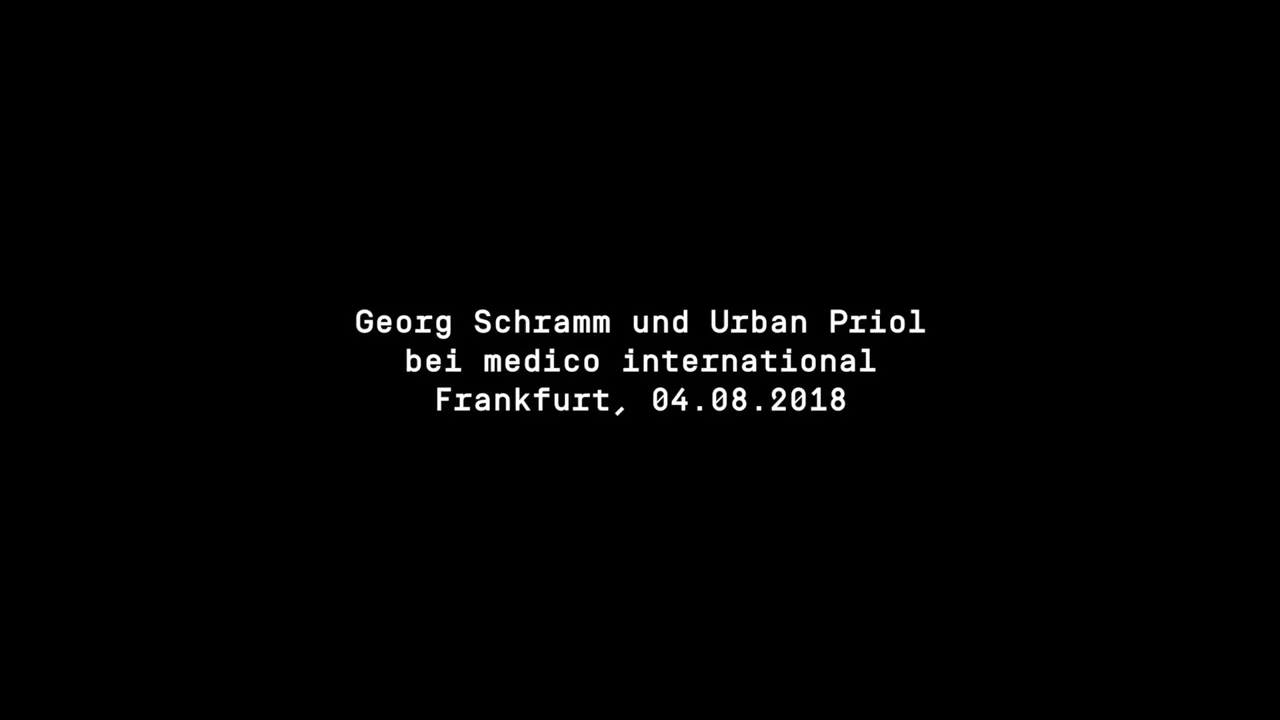 Georg Schramm und Urban Priol
bei medico international
Frankfurt, 04.08.2018